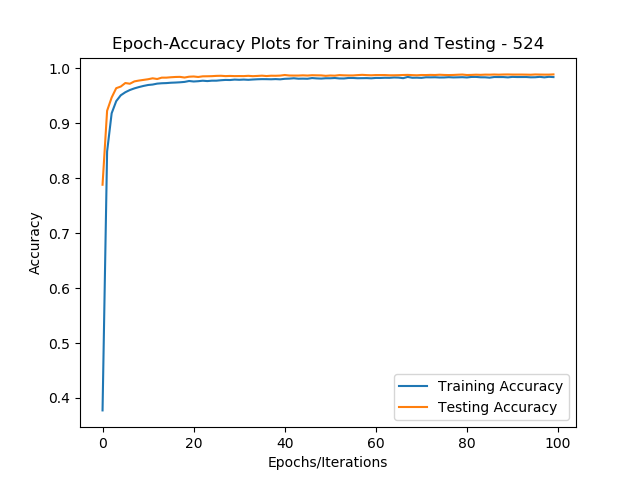 Epoch-Accuracy Plots for Training and Testing - 524
1.0
0.9
0.8
0.7
0.6
0.5
0.4
Accuracy
0 20 40 60 80 100
Epochs/Iterations
Training Accuracy
Testing Accuracy